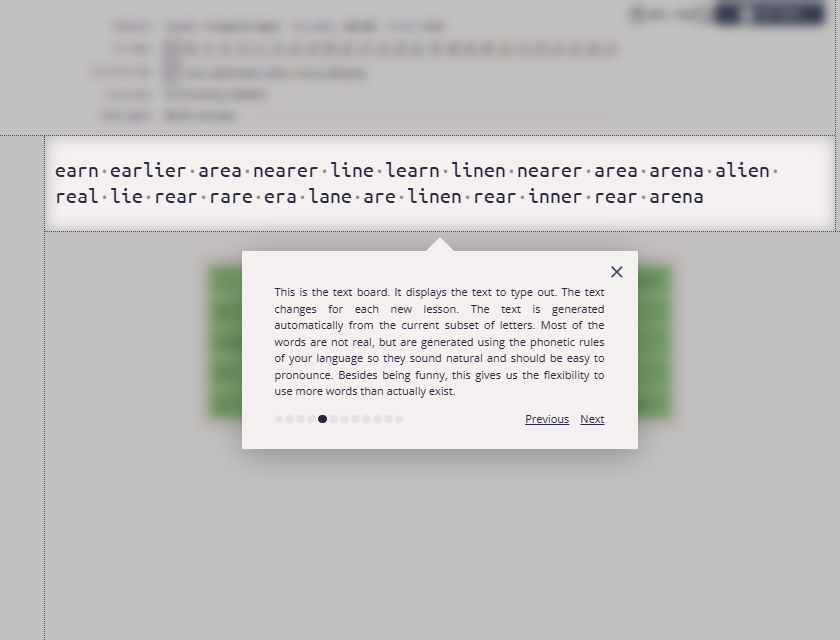 earn·earlier·area·nearer·line·learn·linen·nearer·area·arena·alien·
real·lie·rear·rare·era·lane·are·linen·rear·inner·rear·arena
This is the text board. It displays the text to type out. The text
changes for each new lesson. The text is generated
automatically from the current subset of letters. Most of the
words are not real, but are generated using the phonetic rules
of your language so they sound natural and should be easy to
pronounce. Besides being funny, this gives us the flexibility to
use more words than actually exist.
Previous Next